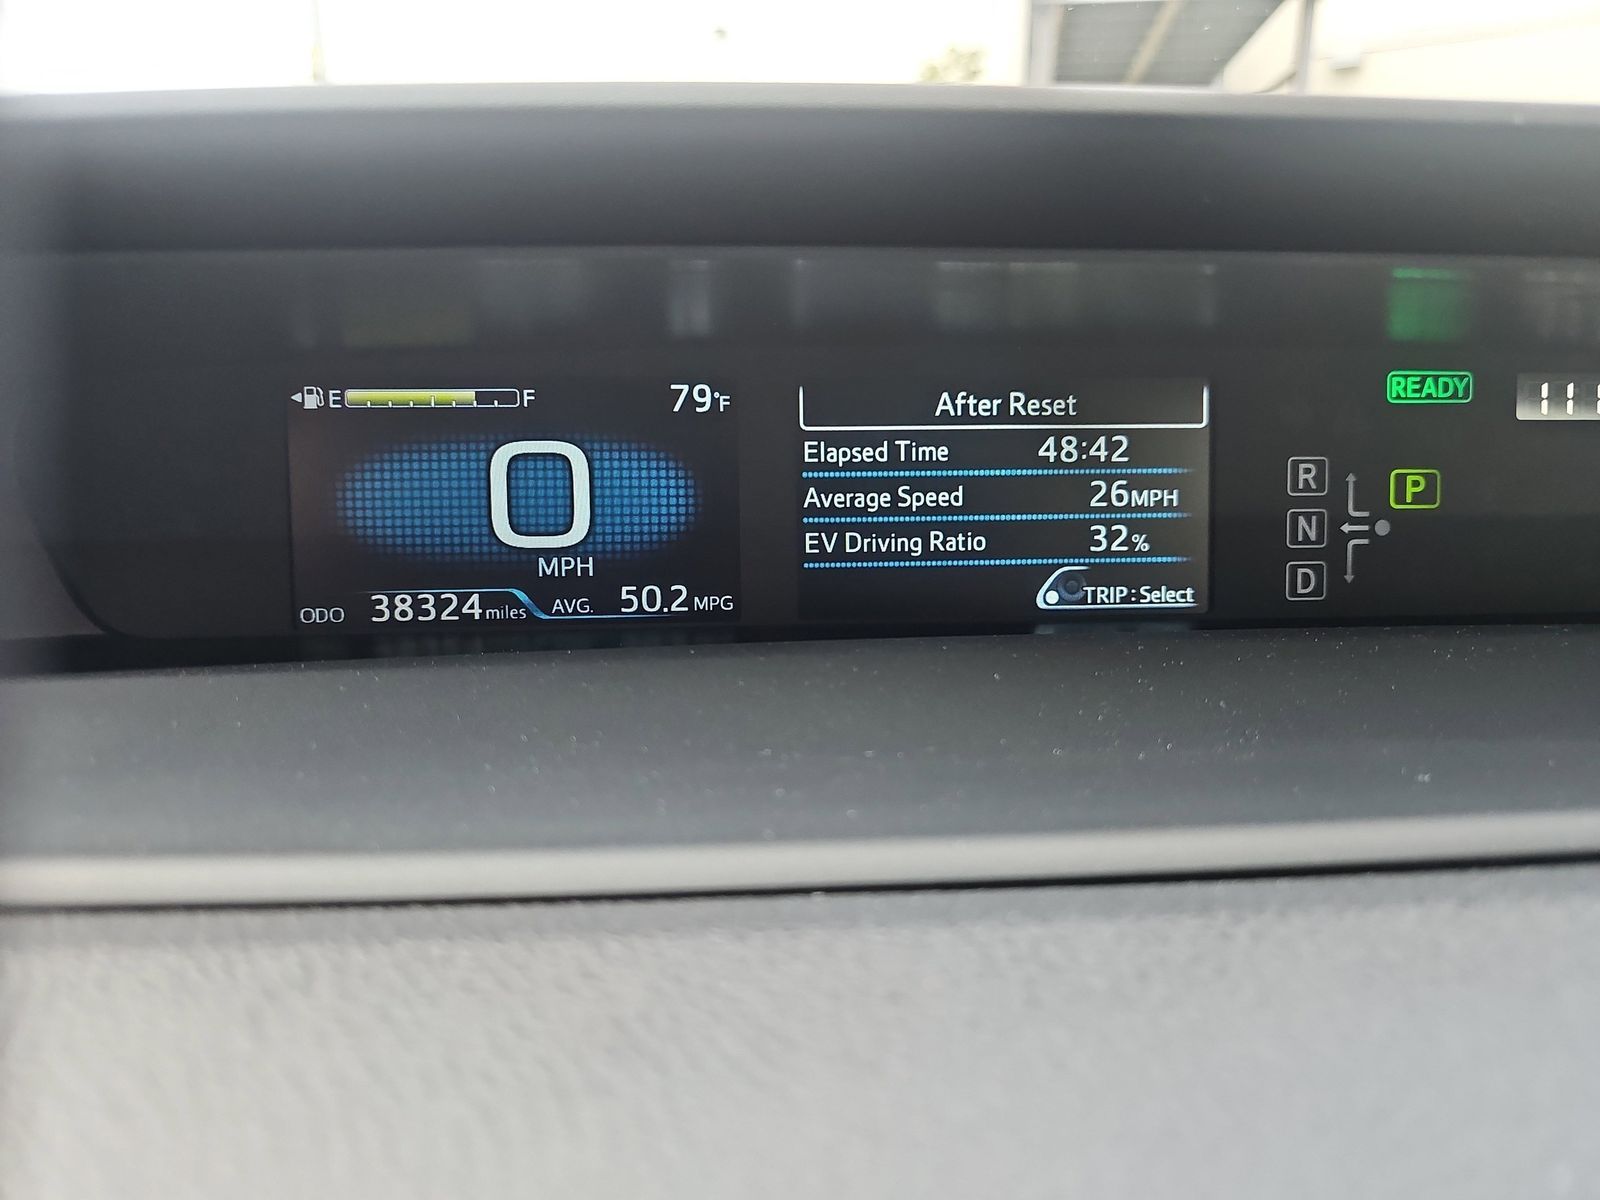 E F 79°F
0
MPH
ODO 38324 miles AVG. 50.2 MPG
After Reset
Elapsed Time 48:42
Average Speed 26MPH
EV Driving Ratio 32%
TRIP : Select
READY
11
R
P
N
D